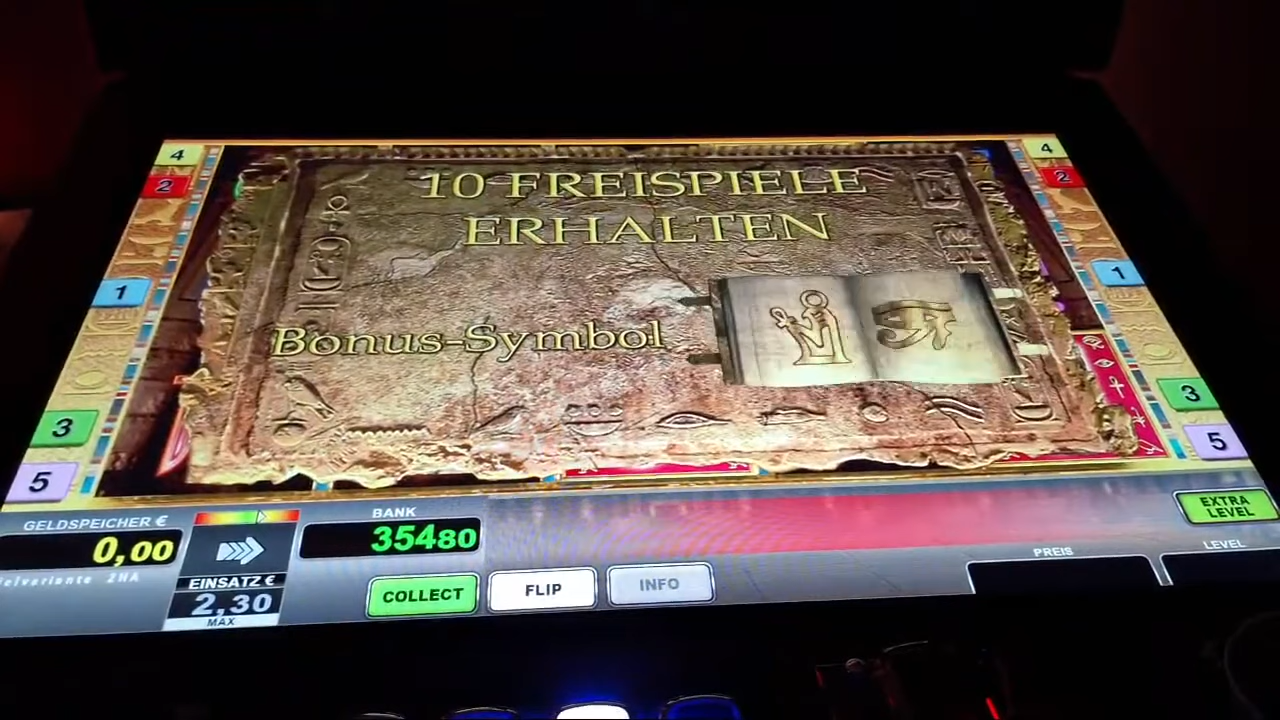 4
4
2
2
10 FREISPIELE
ERHALTEN
1
1
Bonus-Symbol
3
3
5
5
GELDSPEICHER €
0,00
EINSATZ €
2,30
MAX
BANK
35480
COLLECT
FLIP
INFO
EXTRA
LEVEL
PREIS
LEVEL